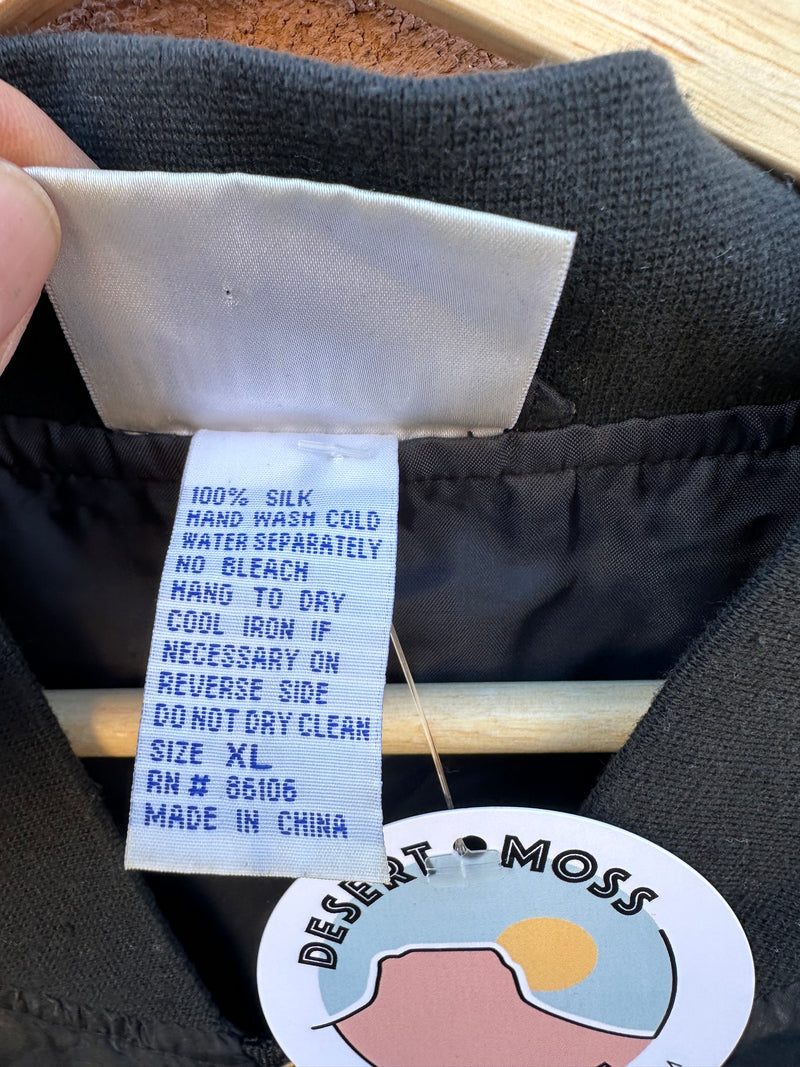 100% SILK
HAND WASH COLD
WATER SEPARATELY
NO BLEACH
HANG TO DRY
COOL IRON IF
NECESSARY ON
REVERSE SIDE
DO NOT DRY CLEAN
SIZE XL
RN # 86106
MADE IN CHINA
DESERT MOSS